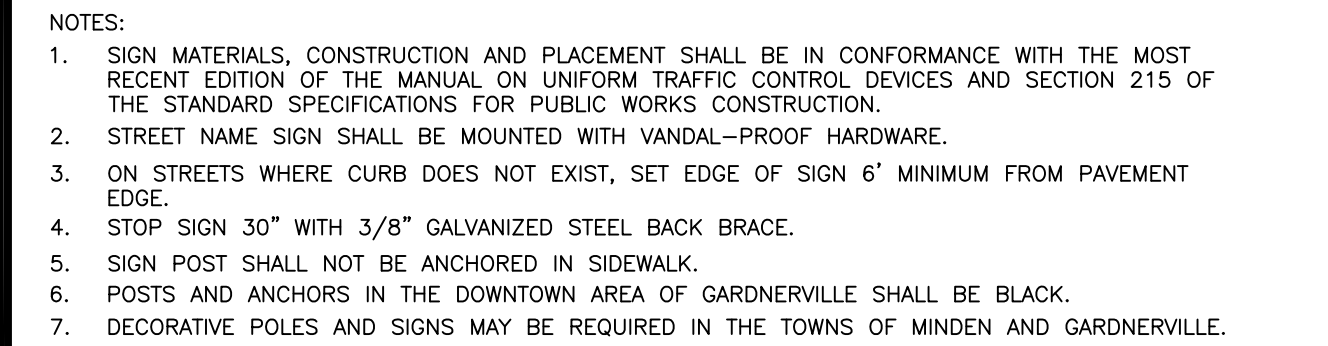 NOTES:
1. SIGN MATERIALS, CONSTRUCTION AND PLACEMENT SHALL BE IN CONFORMANCE WITH THE MOST
RECENT EDITION OF THE MANUAL ON UNIFORM TRAFFIC CONTROL DEVICES AND SECTION 215 OF
THE STANDARD SPECIFICATIONS FOR PUBLIC WORKS CONSTRUCTION.
2. STREET NAME SIGN SHALL BE MOUNTED WITH VANDAL–PROOF HARDWARE.
3. ON STREETS WHERE CURB DOES NOT EXIST, SET EDGE OF SIGN 6' MINIMUM FROM PAVEMENT
EDGE.
4. STOP SIGN 30" WITH 3/8" GALVANIZED STEEL BACK BRACE.
5. SIGN POST SHALL NOT BE ANCHORED IN SIDEWALK.
6. POSTS AND ANCHORS IN THE DOWNTOWN AREA OF GARDNERVILLE SHALL BE BLACK.
7. DECORATIVE POLES AND SIGNS MAY BE REQUIRED IN THE TOWNS OF MINDEN AND GARDNERVILLE.